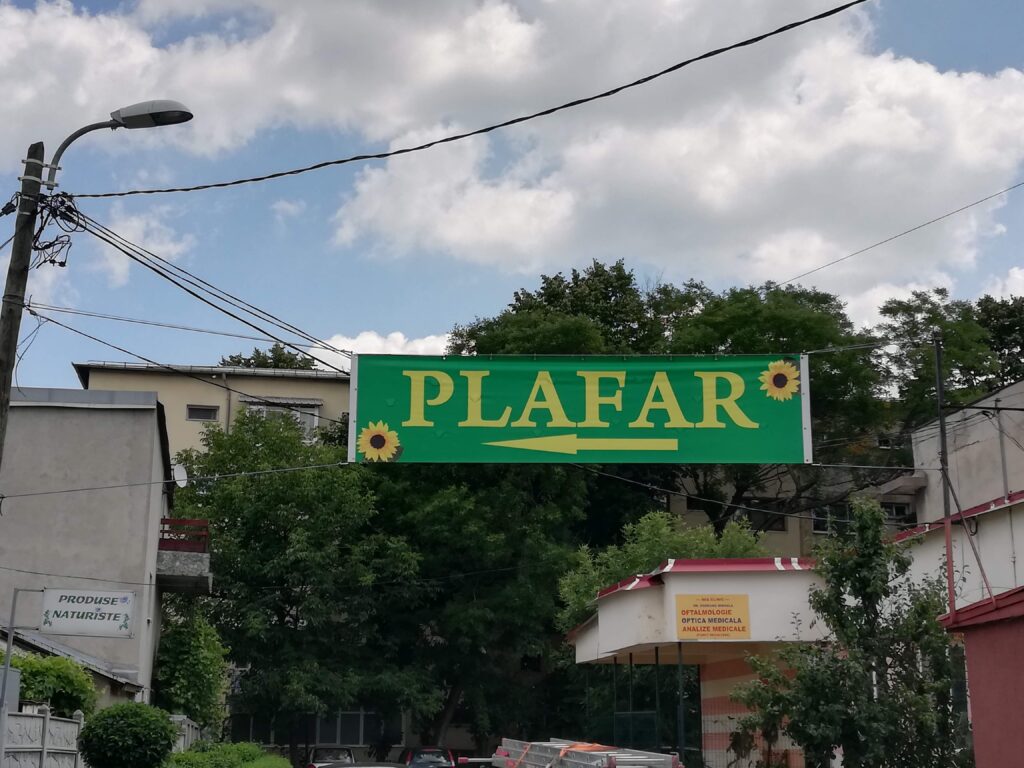 PLAFAR
PRODUSE
NATURISTE
OFTALMOLOGIE
OPTICA MEDICALA
ANALIZE MEDICALE